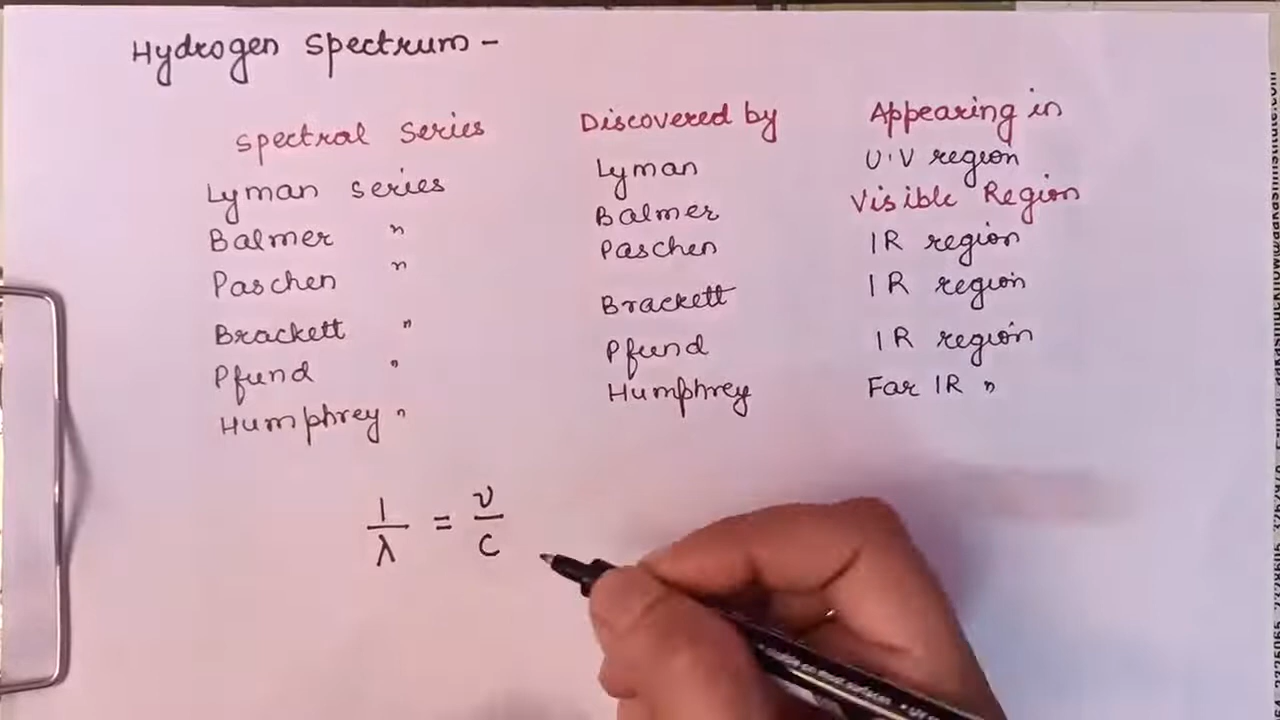 Hydrogen Spectrum -
Spectral Series Discovered by Appearing in
Lyman series Lyman U.V region
Balmer " Balmer Visible Region
Paschen " Paschen IR region
Brackett " Brackett IR region
Pfund " Pfund IR region
Humphrey " Humphrey Far IR "
1/λ = ν/c